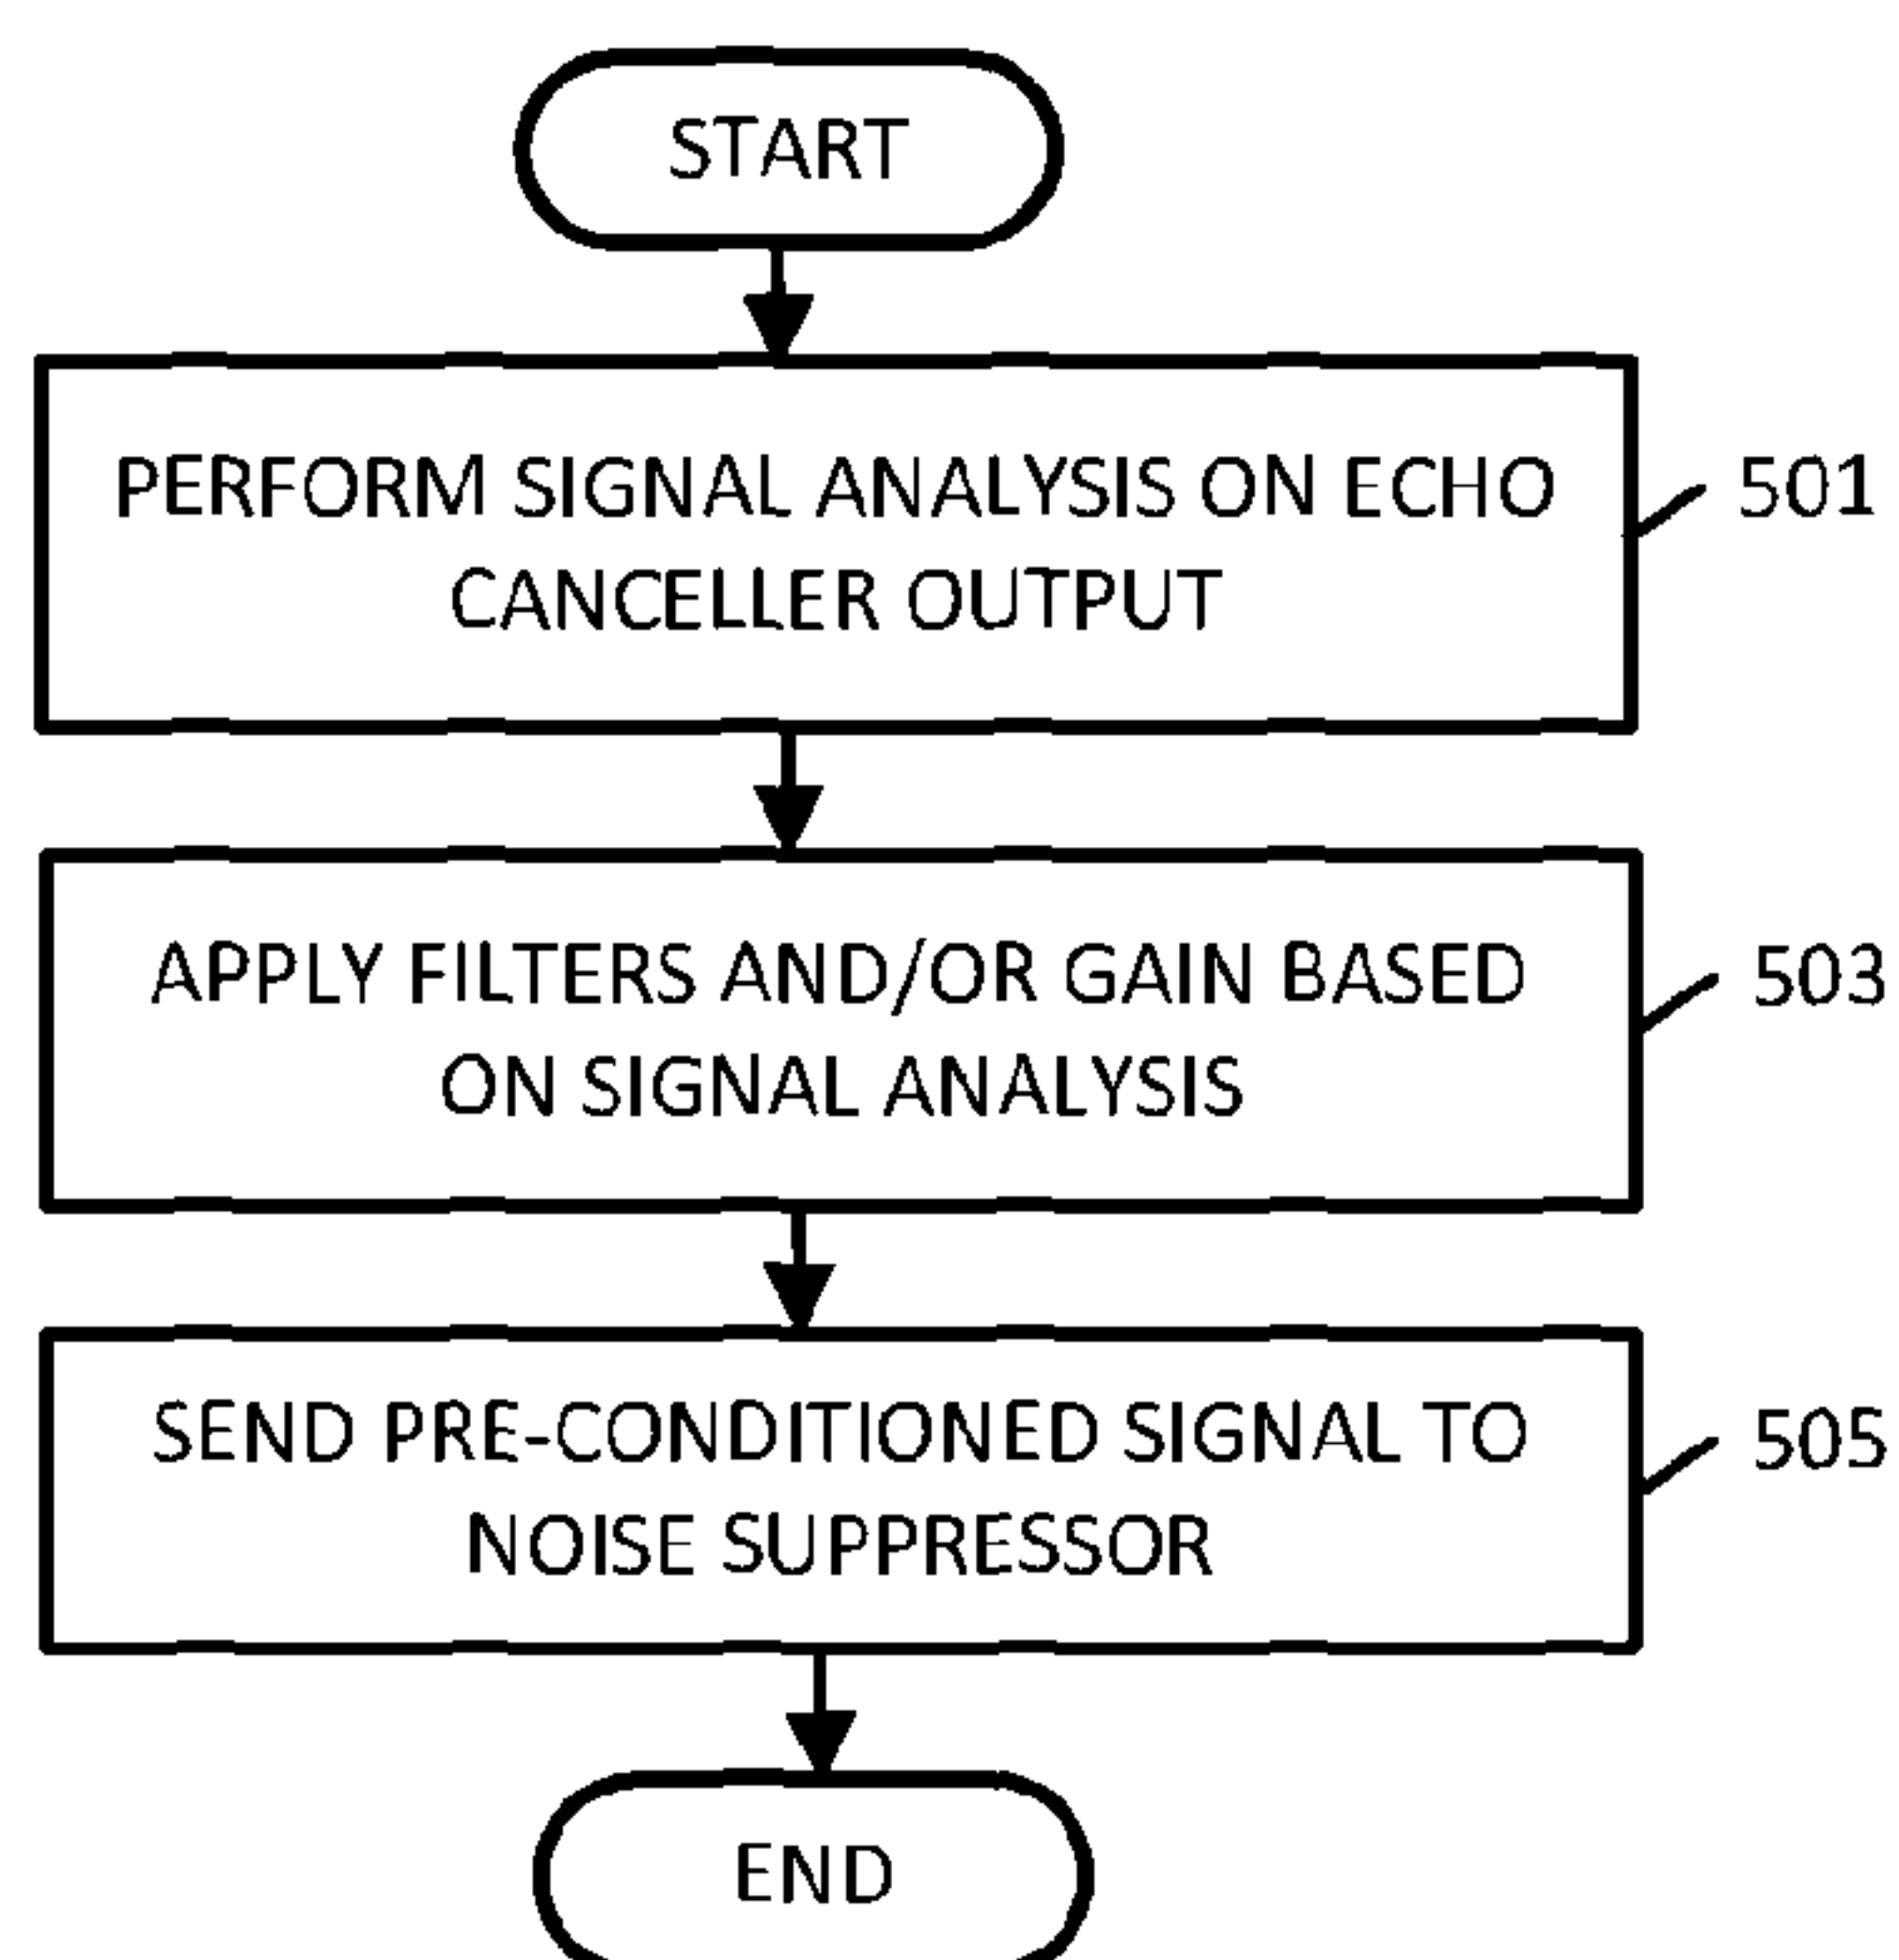 START
PERFORM SIGNAL ANALYSIS ON ECHO
CANCELLER OUTPUT
501
APPLY FILTERS AND/OR GAIN BASED
ON SIGNAL ANALYSIS
503
SEND PRE-CONDITIONED SIGNAL TO
NOISE SUPPRESSOR
505
END